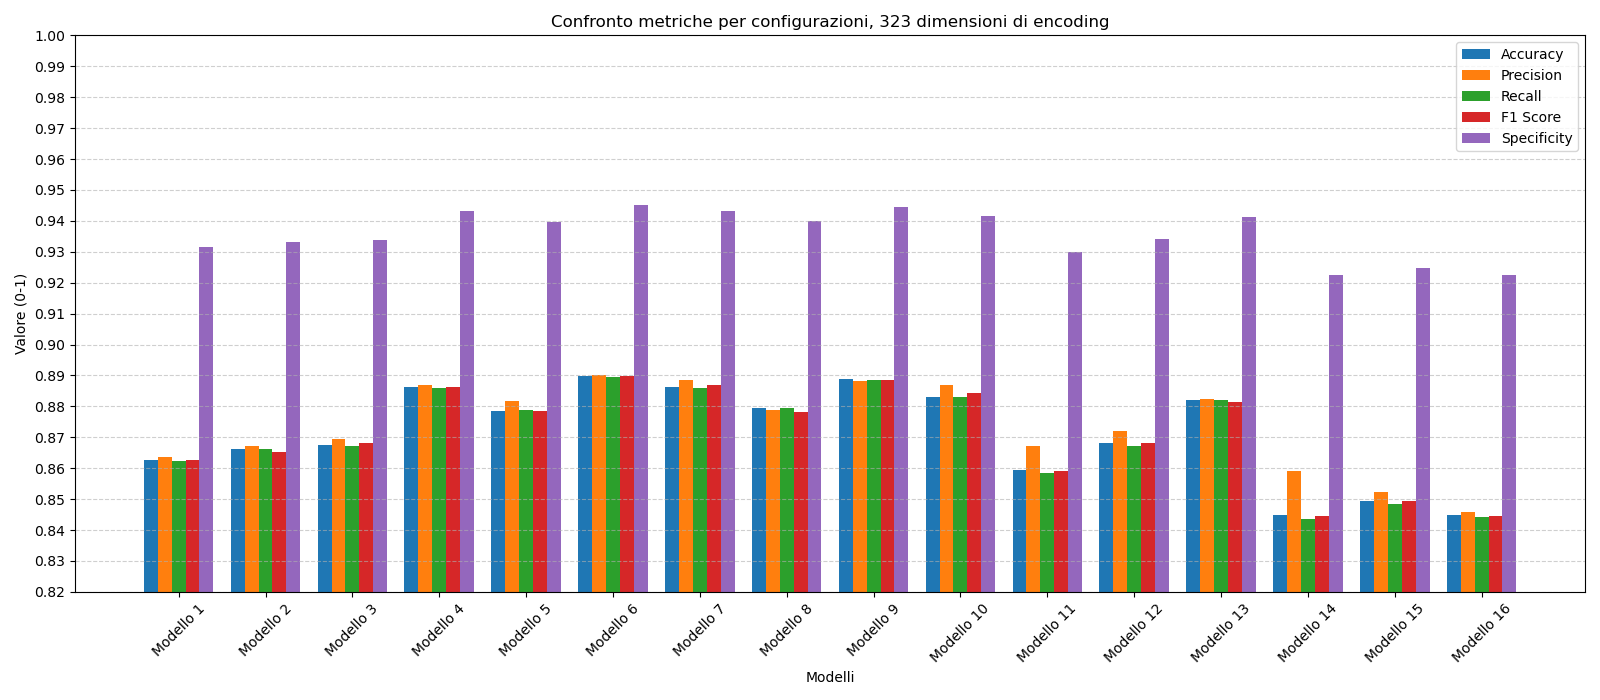 Confronto metriche per configurazioni, 323 dimensioni di encoding
Valore (0-1)
1.00
0.99
0.98
0.97
0.96
0.95
0.94
0.93
0.92
0.91
0.90
0.89
0.88
0.87
0.86
0.85
0.84
0.83
0.82
Accuracy
Precision
Recall
F1 Score
Specificity
Modello 1
Modello 2
Modello 3
Modello 4
Modello 5
Modello 6
Modello 7
Modello 8
Modello 9
Modello 10
Modello 11
Modello 12
Modello 13
Modello 14
Modello 15
Modello 16
Modelli